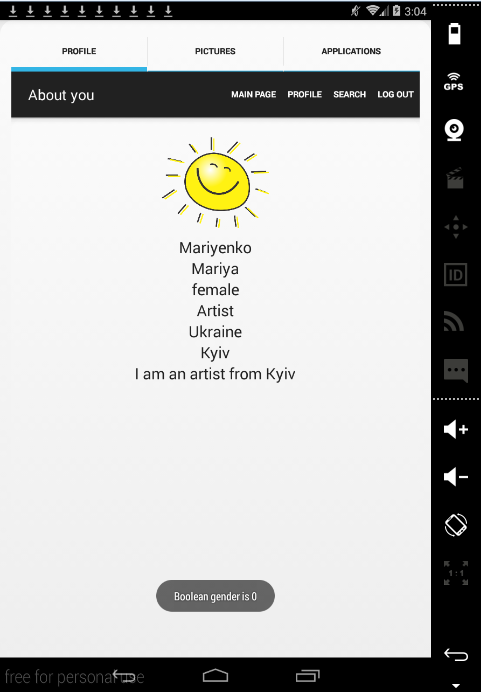 3:04
PROFILE PICTURES APPLICATIONS
About you MAIN PAGE PROFILE SEARCH LOG OUT
GPS
ID
Mariyenko
Mariya
female
Artist
Ukraine
Kyiv
I am an artist from Kyiv
1:1
Boolean gender is 0
free for personal use